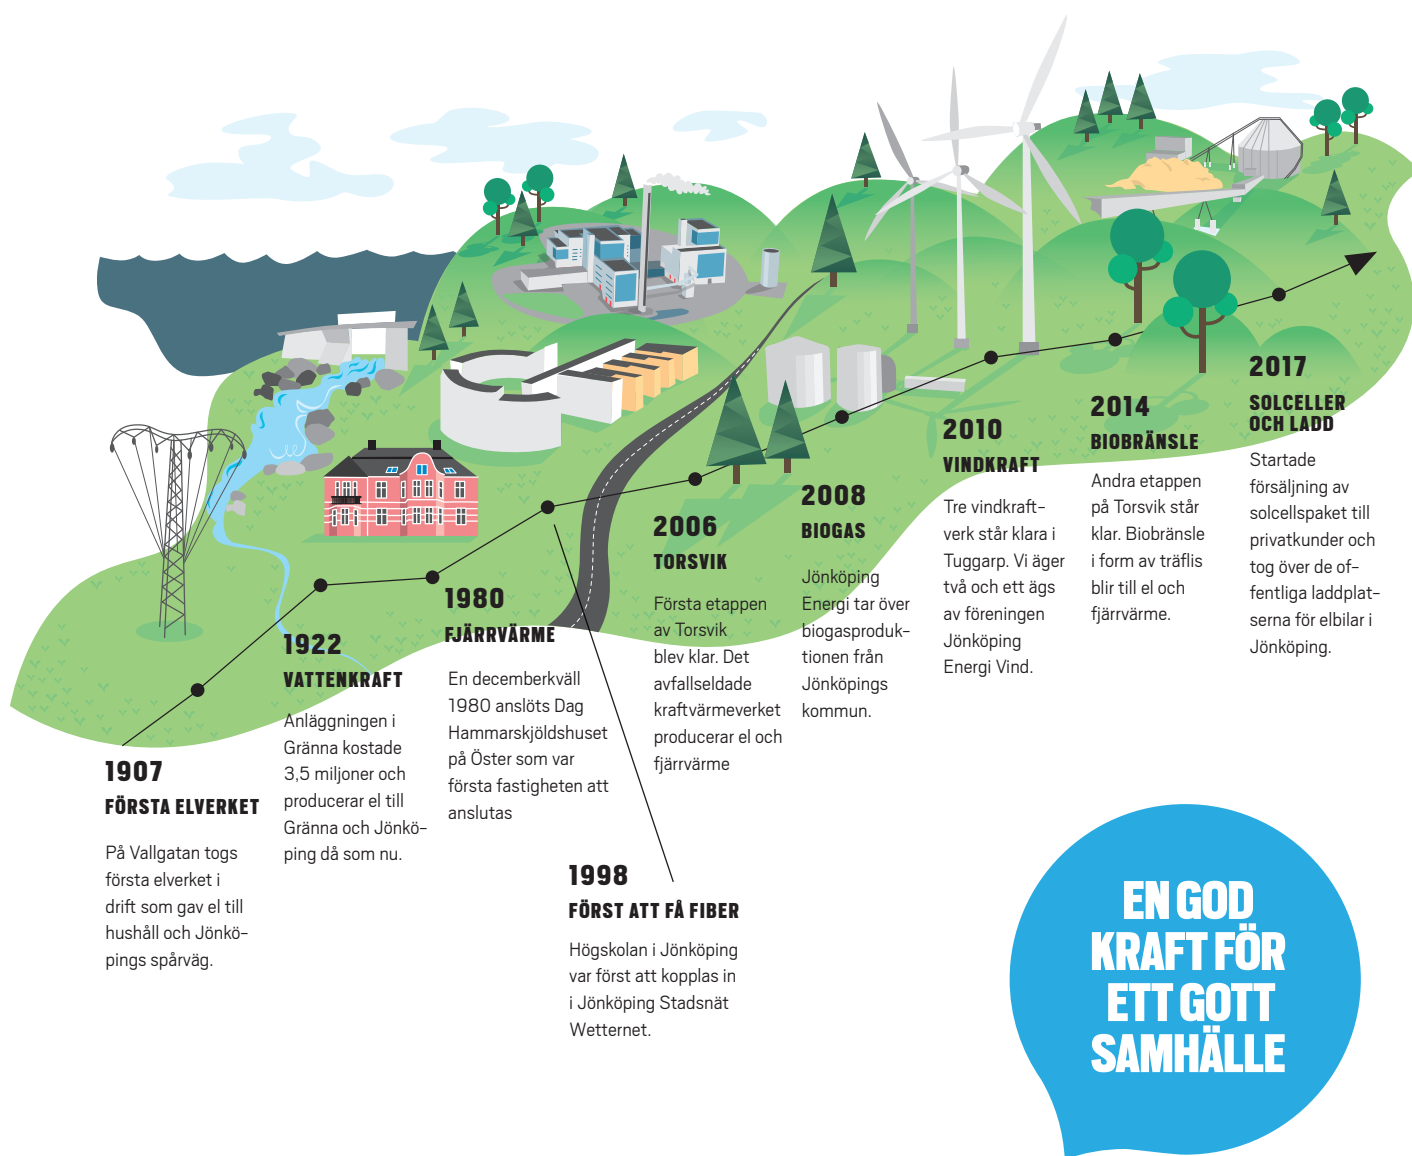 1907
FÖRSTA ELVERKET
På Vallgatan togs
första elverket i
drift som gav el till
hushåll och Jönkö-
pings spårväg.
1922
VATTENKRAFT
Anläggningen i
Gränna kostade
3,5 miljoner och
producerar el till
Gränna och Jönkö-
ping då som nu.
1980
FJÄRRVÄRME
En decemberkväll
1980 anslöts Dag
Hammarskjöldshuset
på Öster som var
första fastigheten att
anslutas
1998
FÖRST ATT FÅ FIBER
Högskolan i Jönköping
var först att kopplas in
i Jönköping Stadsnät
Wetternet.
2006
TORSVIK
Första etappen
av Torsvik
blev klar. Det
avfallseldade
kraftvärmeverket
producerar el och
fjärrvärme
2008
BIOGAS
Jönköping
Energi tar över
biogasproduk-
tionen från
Jönköpings
kommun.
2010
VINDKRAFT
Tre vindkraft-
verk står klara i
Tuggarp. Vi äger
två och ett ägs
av föreningen
Jönköping
Energi Vind.
2014
BIOBRÄNSLE
Andra etappen
på Torsvik står
klar. Biobränsle
i form av träflis
blir till el och
fjärrvärme.
2017
SOLCELLER
OCH LADD
Startade
försäljning av
solcellspaket till
privatkunder och
tog över de of-
fentliga laddplat-
serna för elbilar i
Jönköping.
EN GOD
KRAFT FÖR
ETT GOTT
SAMHÄLLE